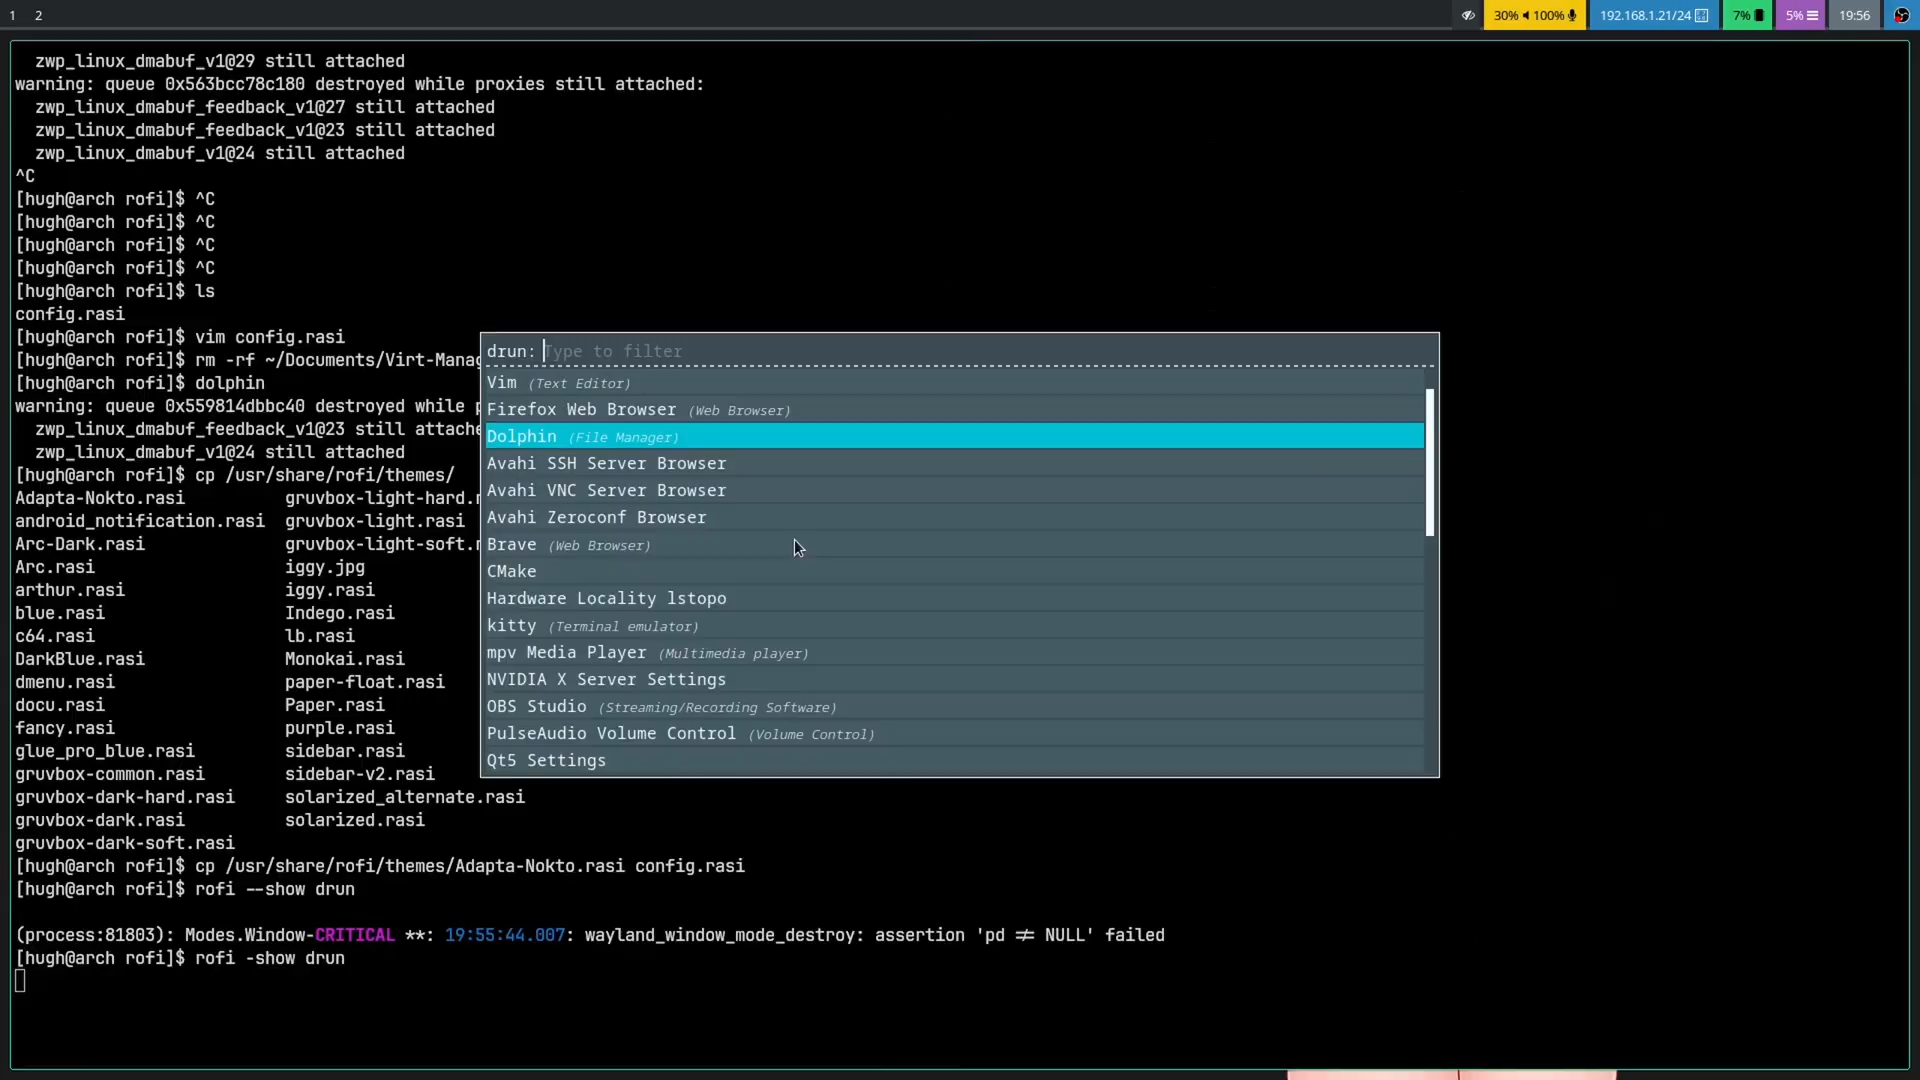 1 2 30% 100% 192.168.1.21/24 7% 5% 19:56
zwp_linux_dmabuf_v1@29 still attached
warning: queue 0x563bcc78c180 destroyed while proxies still attached:
zwp_linux_dmabuf_feedback_v1@27 still attached
zwp_linux_dmabuf_feedback_v1@23 still attached
zwp_linux_dmabuf_v1@24 still attached
^C
[hugh@arch rofi]$ ^C
[hugh@arch rofi]$ ^C
[hugh@arch rofi]$ ^C
[hugh@arch rofi]$ ^C
[hugh@arch rofi]$ ls
config.rasi
[hugh@arch rofi]$ vim config.rasi
[hugh@arch rofi]$ rm -rf ~/Documents/Virt-Manag
[hugh@arch rofi]$ dolphin
warning: queue 0x559814dbbc40 destroyed while p
zwp_linux_dmabuf_feedback_v1@23 still attache
zwp_linux_dmabuf_v1@24 still attached
[hugh@arch rofi]$ cp /usr/share/rofi/themes/
Adapta-Nokto.rasi gruvbox-light-hard.r
android_notification.rasi gruvbox-light.rasi
Arc-Dark.rasi gruvbox-light-soft.r
Arc.rasi iggy.jpg
arthur.rasi iggy.rasi
blue.rasi Indego.rasi
c64.rasi lb.rasi
DarkBlue.rasi Monokai.rasi
dmenu.rasi paper-float.rasi
docu.rasi Paper.rasi
fancy.rasi purple.rasi
glue_pro_blue.rasi sidebar.rasi
gruvbox-common.rasi sidebar-v2.rasi
gruvbox-dark-hard.rasi solarized_alternate.rasi
gruvbox-dark.rasi solarized.rasi
gruvbox-dark-soft.rasi
[hugh@arch rofi]$ cp /usr/share/rofi/themes/Adapta-Nokto.rasi config.rasi
[hugh@arch rofi]$ rofi --show drun
(process:81803): Modes.Window-CRITICAL **: 19:55:44.007: wayland_window_mode_destroy: assertion 'pd != NULL' failed
[hugh@arch rofi]$ rofi -show drun
drun: Type to filter
Vim (Text Editor)
Firefox Web Browser (Web Browser)
Dolphin (File Manager)
Avahi SSH Server Browser
Avahi VNC Server Browser
Avahi Zeroconf Browser
Brave (Web Browser)
CMake
Hardware Locality lstopo
kitty (Terminal emulator)
mpv Media Player (Multimedia player)
NVIDIA X Server Settings
OBS Studio (Streaming/Recording Software)
PulseAudio Volume Control (Volume Control)
Qt5 Settings